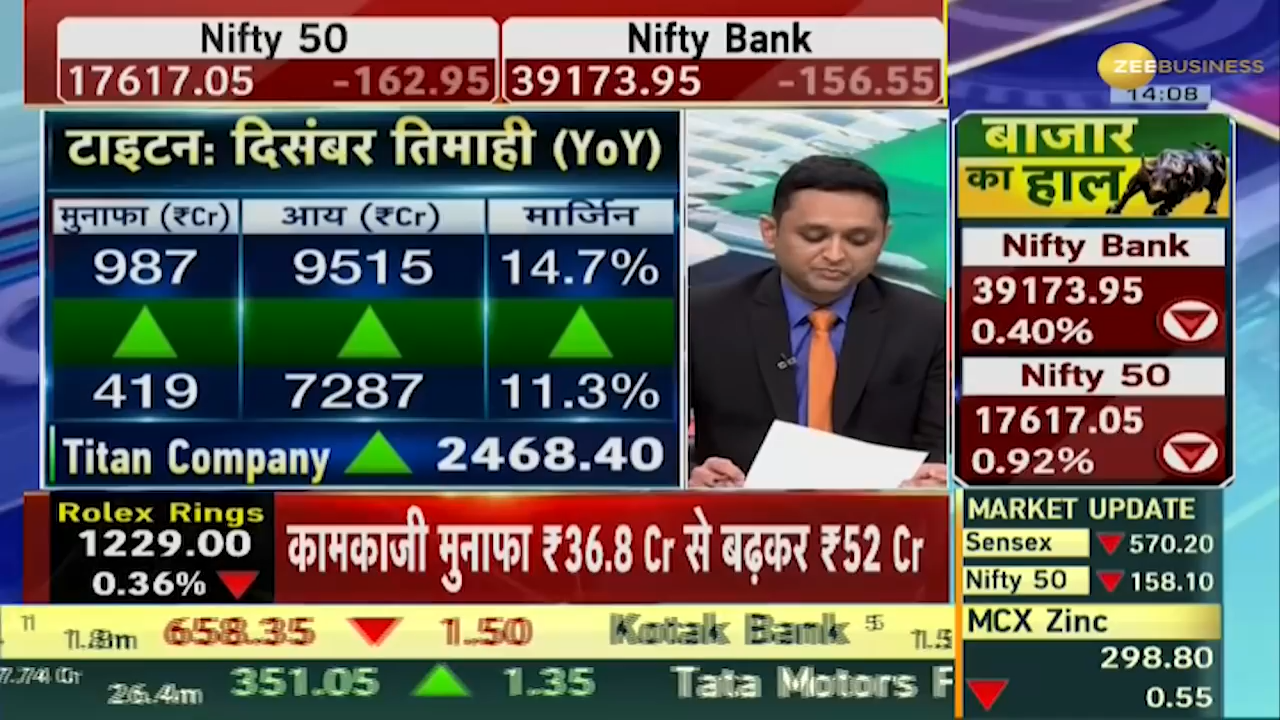 Nifty 50
17617.05 -162.95
Nifty Bank
39173.95 -156.55
ZEEBUSINESS
14:08
टाइटन: दिसंबर तिमाही (YoY)
मुनाफा (₹Cr) आय (₹Cr) मार्जिन
987 9515 14.7%
419 7287 11.3%
Titan Company 2468.40
बाजार
का हाल
Nifty Bank
39173.95
0.40%
Nifty 50
17617.05
0.92%
Rolex Rings
1229.00
0.36%
कामकाजी मुनाफा ₹36.8 Cr से बढ़कर ₹52 Cr
MARKET UPDATE
Sensex 570.20
Nifty 50 158.10
MCX Zinc
298.80
0.55
658.35 1.50 Kotak Bank
26.4m 351.05 1.35 Tata Motors F